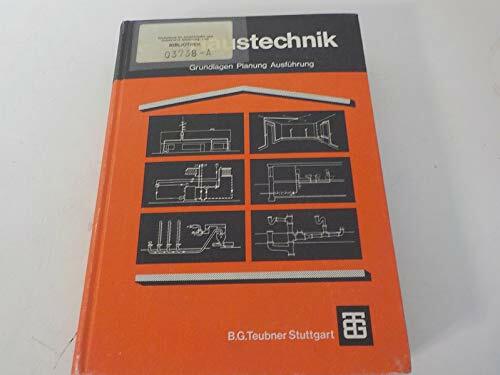 BIBLIOTHEK
03738-A
austechnik
Grundlagen Planung Ausführung
B.G.Teubner Stuttgart